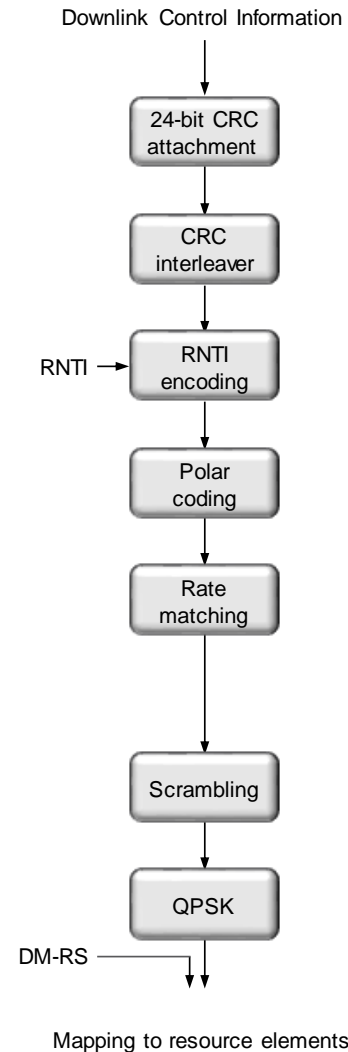 Downlink Control Information
24-bit CRC
attachment
CRC
interleaver
RNTI
RNTI
encoding
Polar
coding
Rate
matching
Scrambling
QPSK
DM-RS
Mapping to resource elements